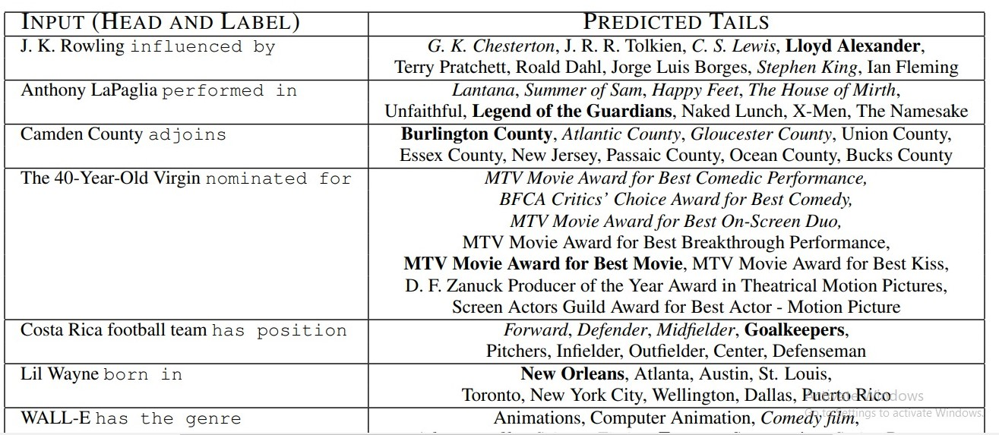 INPUT (HEAD AND LABEL) PREDICTED TAILS
J. K. Rowling influenced by G. K. Chesterton, J. R. R. Tolkien, C. S. Lewis, Lloyd Alexander,
Terry Pratchett, Roald Dahl, Jorge Luis Borges, Stephen King, Ian Fleming
Anthony LaPaglia performed in Lantana, Summer of Sam, Happy Feet, The House of Mirth,
Unfaithful, Legend of the Guardians, Naked Lunch, X-Men, The Namesake
Camden County adjoins Burlington County, Atlantic County, Gloucester County, Union County,
Essex County, New Jersey, Passaic County, Ocean County, Bucks County
The 40-Year-Old Virgin nominated for MTV Movie Award for Best Comedic Performance,
BFCA Critics' Choice Award for Best Comedy,
MTV Movie Award for Best On-Screen Duo,
MTV Movie Award for Best Breakthrough Performance,
MTV Movie Award for Best Movie, MTV Movie Award for Best Kiss,
D. F. Zanuck Producer of the Year Award in Theatrical Motion Pictures,
Screen Actors Guild Award for Best Actor - Motion Picture
Costa Rica football team has position Forward, Defender, Midfielder, Goalkeepers,
Pitchers, Infielder, Outfielder, Center, Defenseman
Lil Wayne born in New Orleans, Atlanta, Austin, St. Louis,
Toronto, New York City, Wellington, Dallas, Puerto Rico
Activate Windows
Go to Settings to activate Windows.
WALL-E has the genre Animations, Computer Animation, Comedy film,